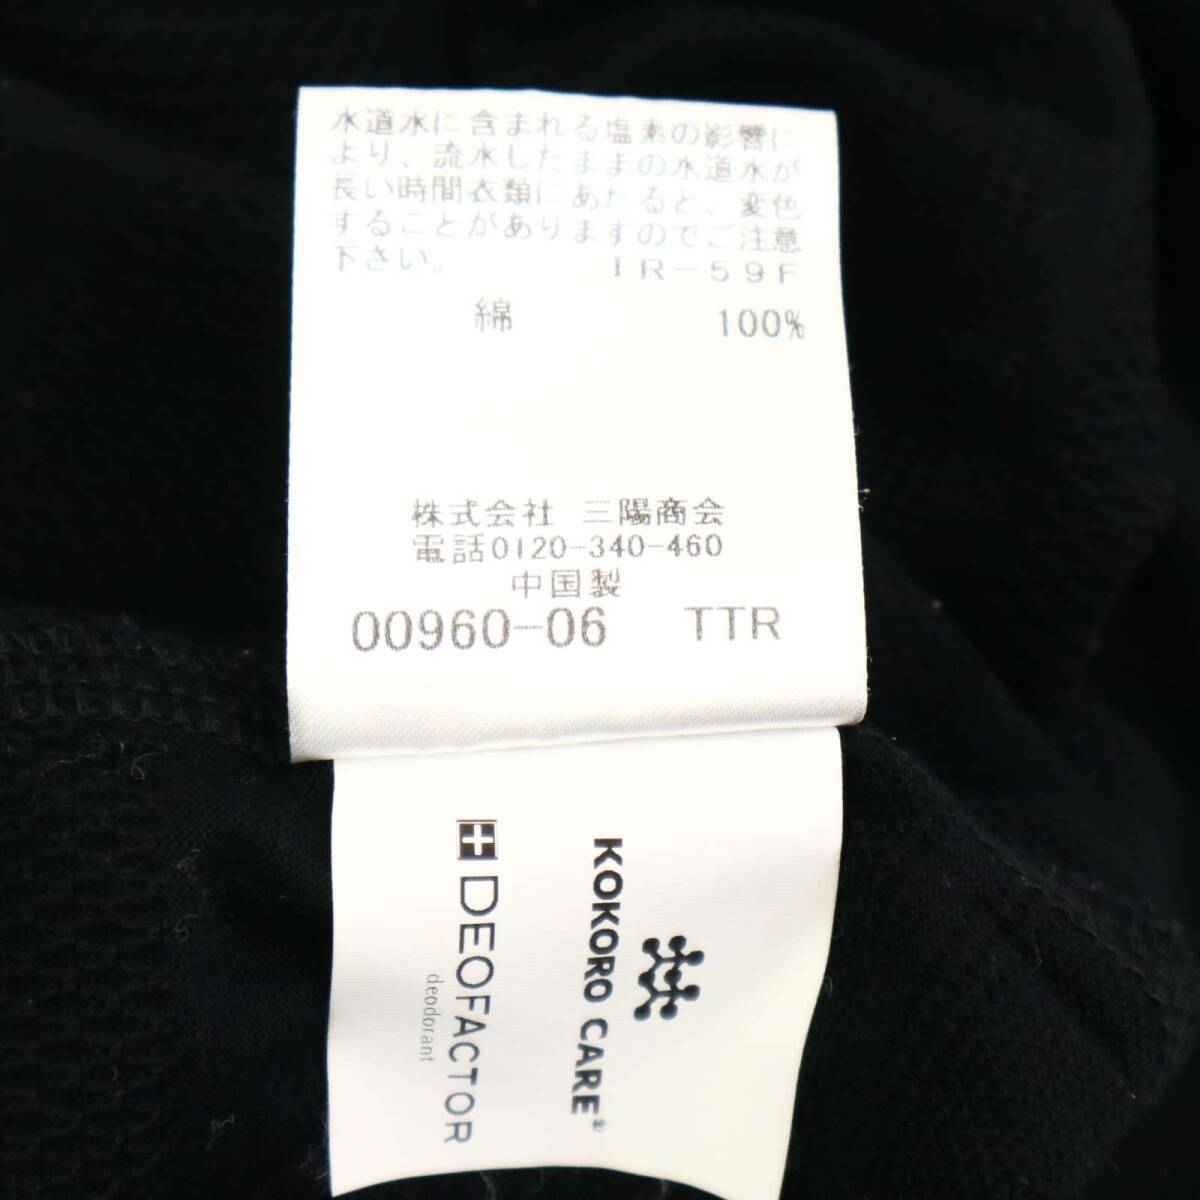 水道水に含まれる塩素の影響に
より、流水したままの水道水が
長い時間衣類にあたると、変色
することがありますのでご注意
下さい。 IR-59F
綿 100%
株式会社 三陽商会
電話0120-340-460
中国製
00960-06 TTR
KOKORO CARE®
DEOFACTOR
deodorant